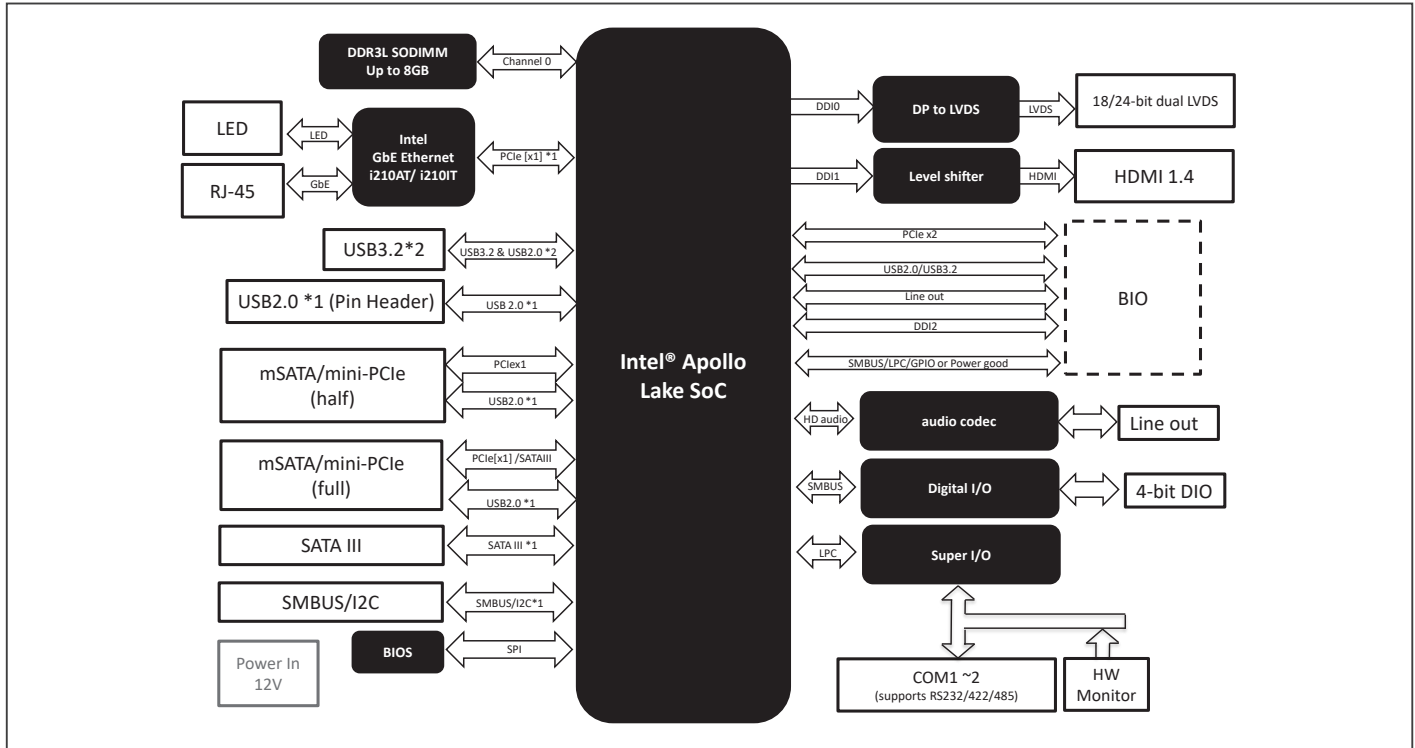 DDR3L SODIMM
Up to 8GB
Channel 0
LED
LED
Intel
GbE Ethernet
i210AT/ i210IT
PCIe [x1] *1
RJ-45
GbE
USB3.2*2
USB3.2 & USB2.0 *2
USB2.0 *1 (Pin Header)
USB 2.0 *1
mSATA/mini-PCIe
(half)
PCIex1
USB2.0 *1
mSATA/mini-PCIe
(full)
PCIe[x1] /SATAIII
USB2.0 *1
SATA III
SATA III *1
SMBUS/I2C
SMBUS/I2C*1
BIOS
SPI
Power In
12V
Intel® Apollo
Lake SoC
DDI0
DP to LVDS
LVDS
18/24-bit dual LVDS
DDI1
Level shifter
HDMI
HDMI 1.4
PCIe x2
USB2.0/USB3.2
Line out
DDI2
SMBUS/LPC/GPIO or Power good
BIO
HD audio
audio codec
Line out
SMBUS
Digital I/O
4-bit DIO
LPC
Super I/O
COM1 ~2
(supports RS232/422/485)
HW
Monitor